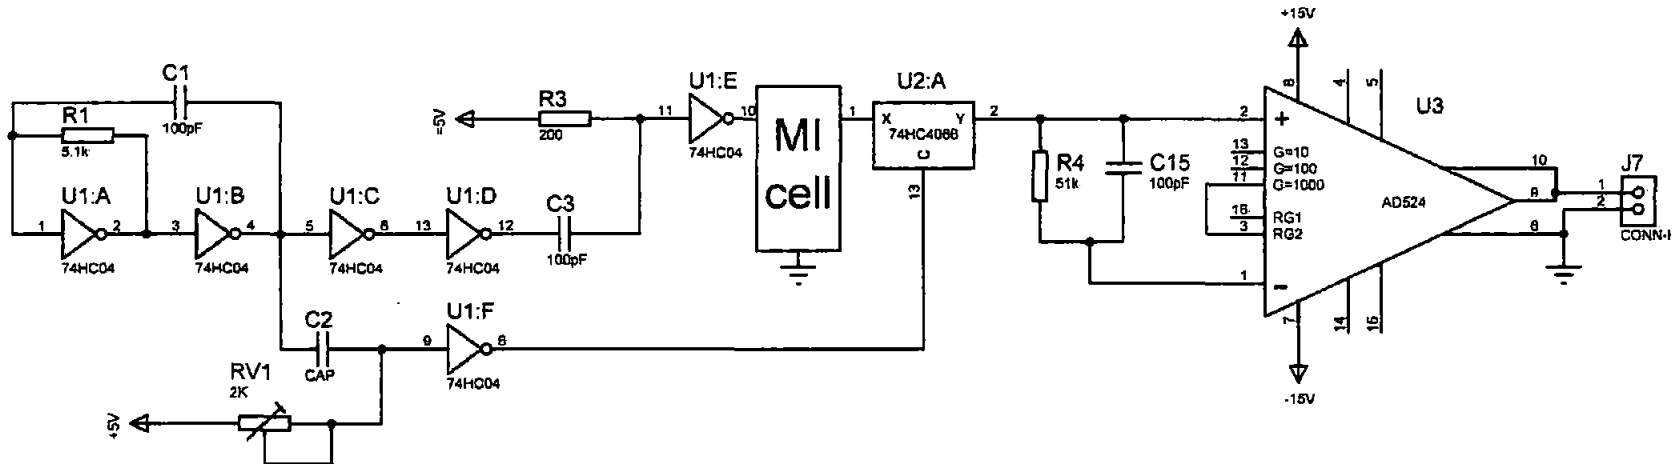 C1
100pF
R1
5.1k
U1:A
1
2
74HC04
U1:B
3
4
74HC04
U1:C
5
6
74HC04
U1:D
13
12
74HC04
C3
100pF
R3
200
11
U1:E
10
74HC04
MI
cell
1
U2:A
X
Y
74HC4066
C
2
13
R4
51k
C15
100pF
C2
CAP
9
U1:F
8
74HC04
RV1
2K
+5V
+15V
8
4
5
U3
2
+
13
G=10
12
G=100
11
G=1000
16
RG1
3
RG2
1
−
AD524
10
9
6
7
14
15
-15V
J7
1
2